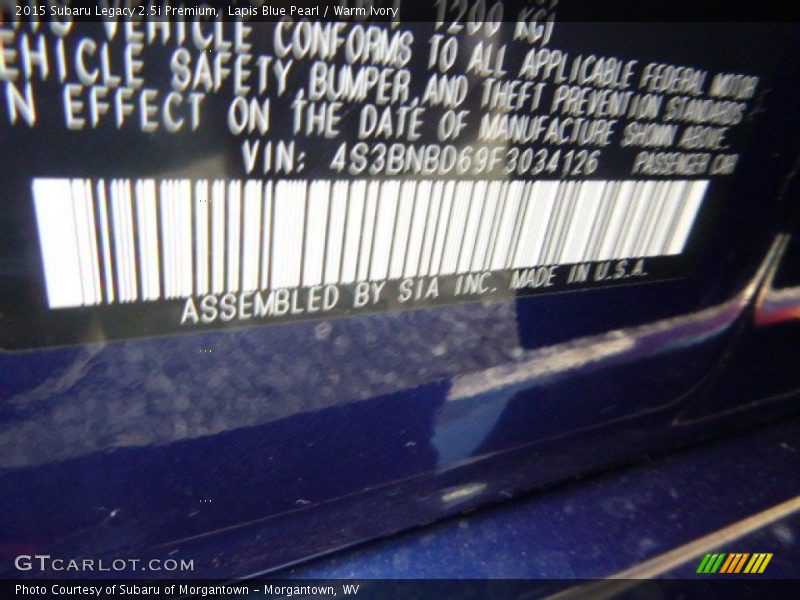 2015 Subaru Legacy 2.5i Premium, Lapis Blue Pearl / Warm Ivory
1200 KG)
VEHICLE CONFORMS TO ALL APPLICABLE FEDERAL MOTOR
EHICLE SAFETY,BUMPER,AND THEFT PREVENTION STANDARDS
N EFFECT ON THE DATE OF MANUFACTURE SHOWN ABOVE.
VIN: 4S3BNBD69F3034126 PASSENGER CAR
ASSEMBLED BY SIA INC. MADE IN U.S.A.
GTCARLOT.COM
Photo Courtesy of Subaru of Morgantown - Morgantown, WV